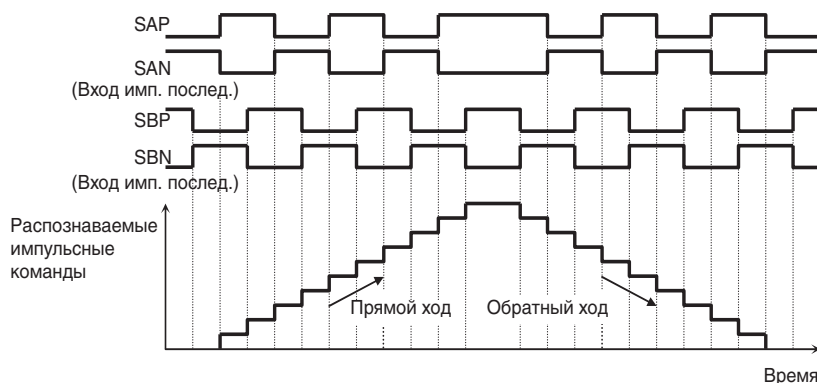 SAP
SAN
(Вход имп. послед.)
SBP
SBN
(Вход имп. послед.)
Распознаваемые
импульсные
команды
Прямой ход
Обратный ход
Время